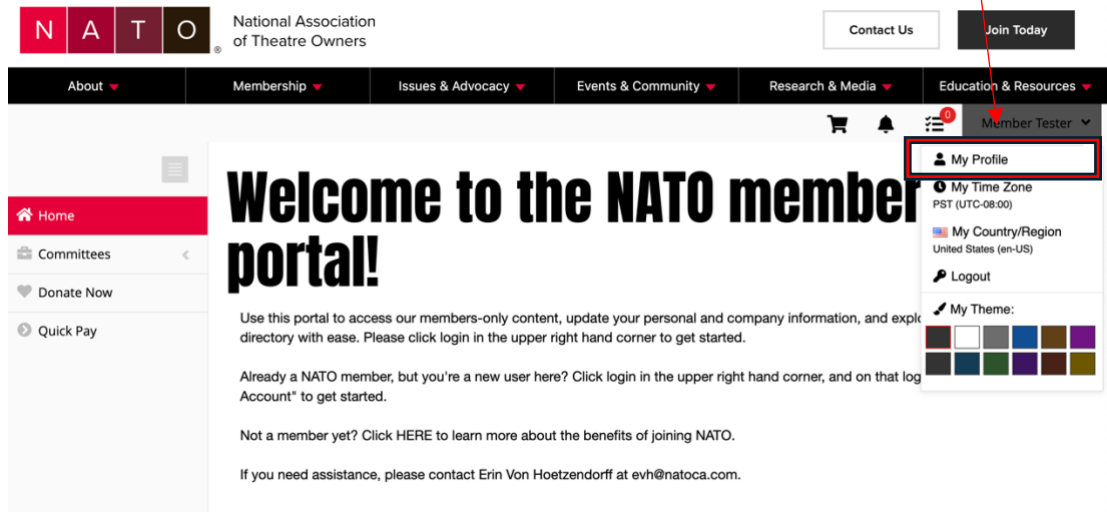 N A T O ® National Association
of Theatre Owners
Contact Us
Join Today
About
Membership
Issues & Advocacy
Events & Community
Research & Media
Education & Resources
0
Member Tester
My Profile
My Time Zone
PST (UTC-08:00)
My Country/Region
United States (en-US)
Logout
My Theme:
Home
Committees
Donate Now
Quick Pay
Welcome to the NATO member
portal!
Use this portal to access our members-only content, update your personal and company information, and explo
directory with ease. Please click login in the upper right hand corner to get started.
Already a NATO member, but you're a new user here? Click login in the upper right hand corner, and on that log
Account" to get started.
Not a member yet? Click HERE to learn more about the benefits of joining NATO.
If you need assistance, please contact Erin Von Hoetzendorff at evh@natoca.com.